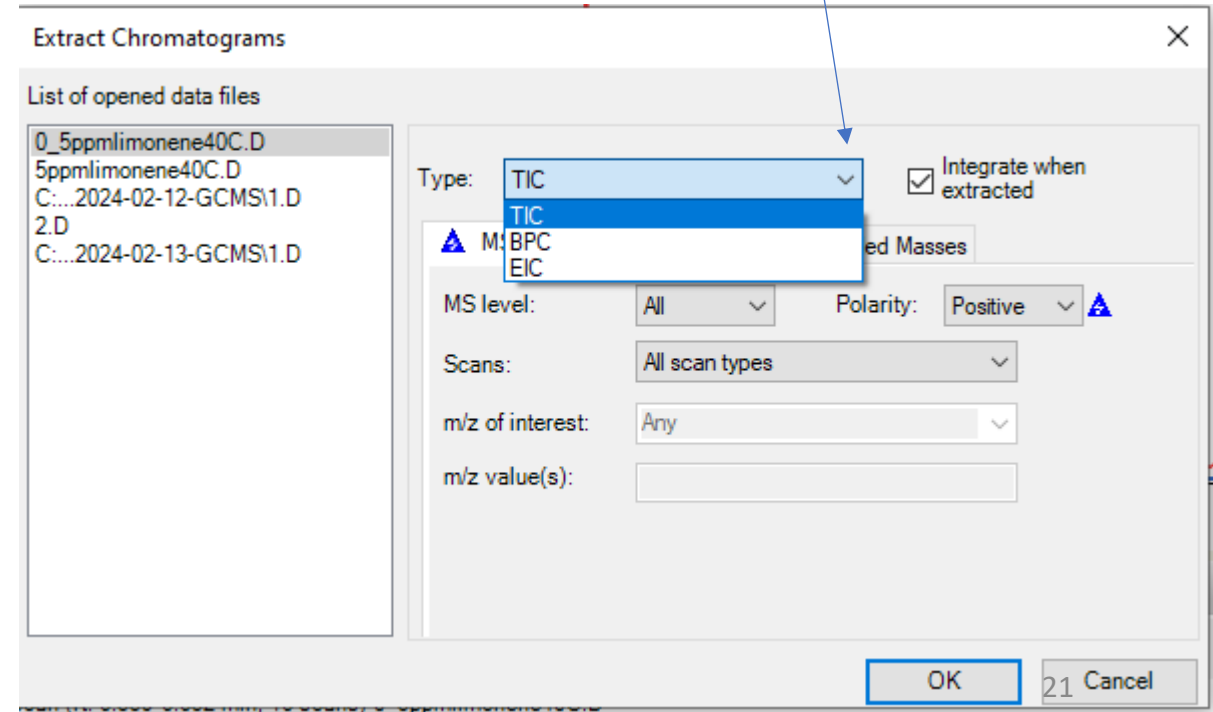 Extract Chromatograms
List of opened data files
0_5ppmlimonene40C.D
5ppmlimonene40C.D
C:...2024-02-12-GCMS\1.D
2.D
C:...2024-02-13-GCMS\1.D
Type: TIC
Integrate when
extracted
TIC
BPC
EIC
ed Masses
MS level: All Polarity: Positive
Scans: All scan types
m/z of interest: Any
m/z value(s):
OK 21 Cancel